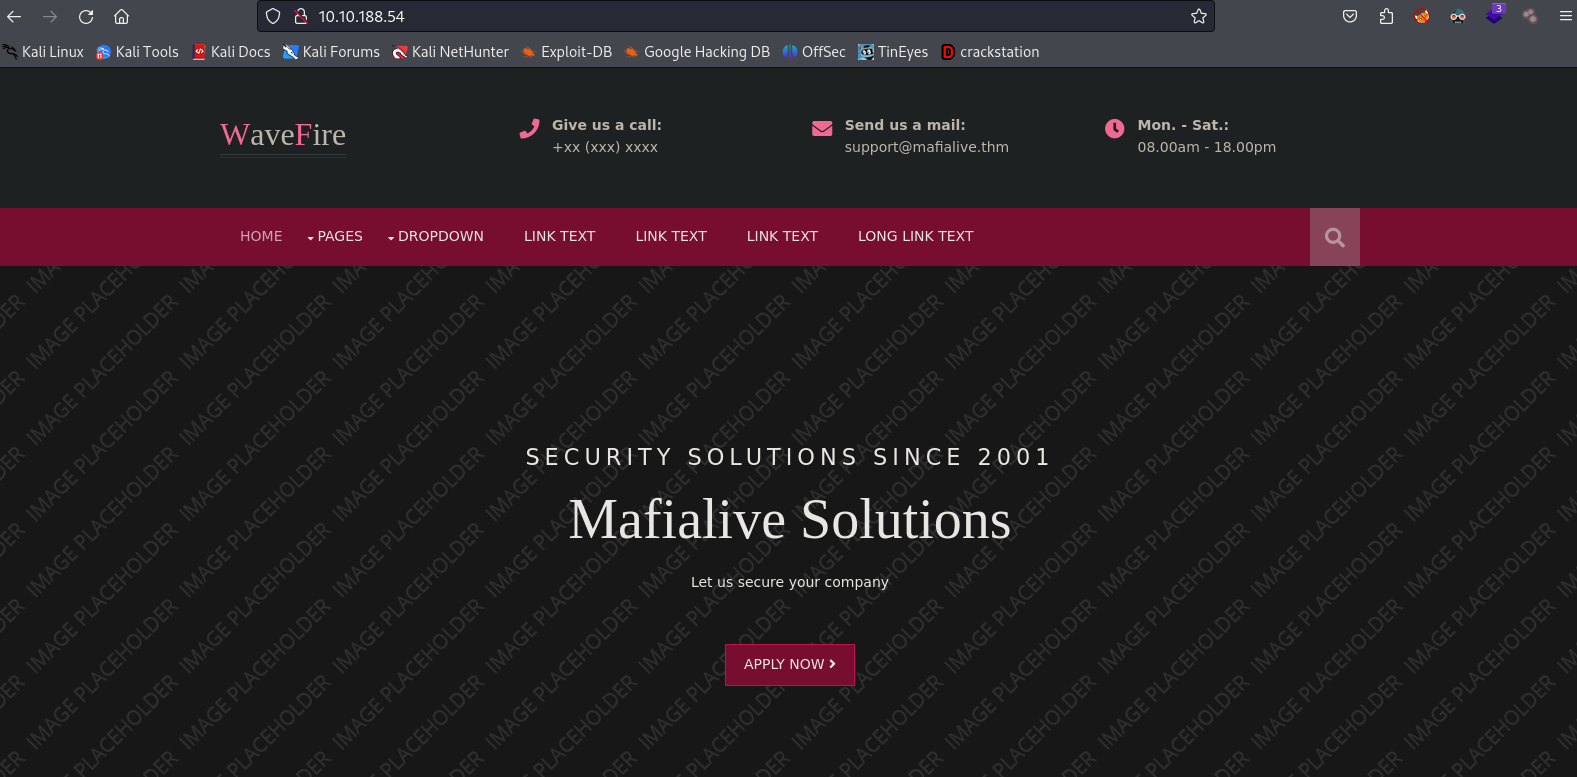 10.10.188.54
3
Kali Linux Kali Tools Kali Docs Kali Forums Kali NetHunter Exploit-DB Google Hacking DB OffSec TinEyes crackstation
WaveFire
Give us a call:
+xx (xxx) xxxx
Send us a mail:
support@mafialive.thm
Mon. - Sat.:
08.00am - 18.00pm
HOME PAGES DROPDOWN LINK TEXT LINK TEXT LINK TEXT LONG LINK TEXT
IMAGE PLACEHOLDER
SECURITY SOLUTIONS SINCE 2001
Mafialive Solutions
Let us secure your company
APPLY NOW